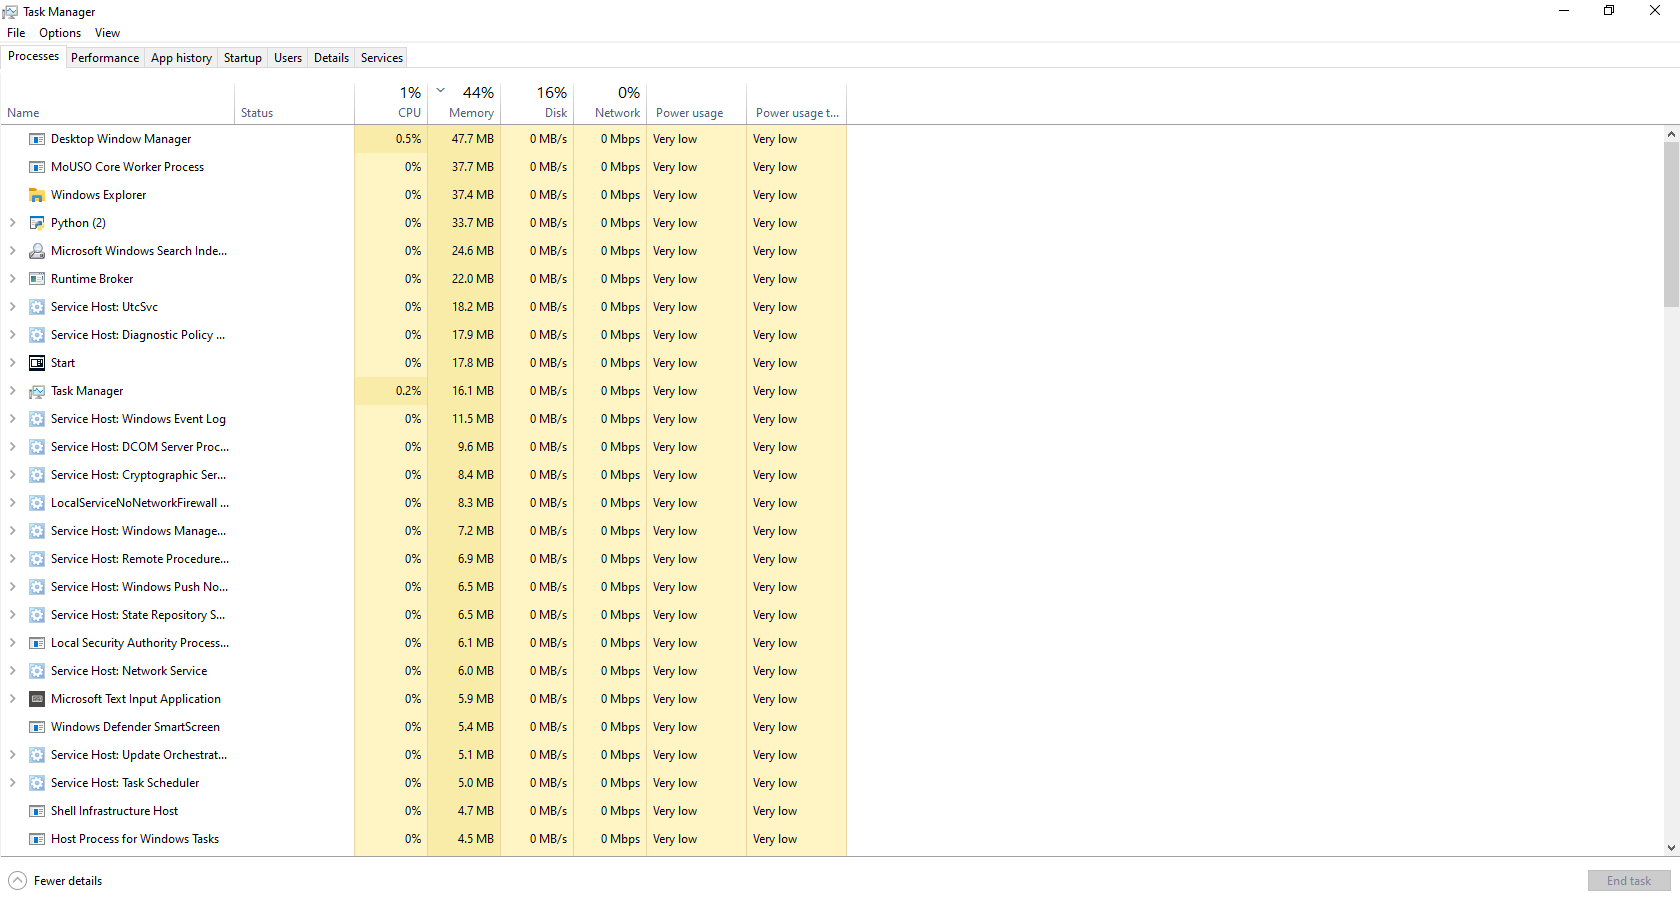 Task Manager
File Options View
Processes Performance App history Startup Users Details Services
1% 44% 16% 0%
Name Status CPU Memory Disk Network Power usage Power usage t...
Desktop Window Manager 0.5% 47.7 MB 0 MB/s 0 Mbps Very low Very low
MoUSO Core Worker Process 0% 37.7 MB 0 MB/s 0 Mbps Very low Very low
Windows Explorer 0% 37.4 MB 0 MB/s 0 Mbps Very low Very low
Python (2) 0% 33.7 MB 0 MB/s 0 Mbps Very low Very low
Microsoft Windows Search Inde... 0% 24.6 MB 0 MB/s 0 Mbps Very low Very low
Runtime Broker 0% 22.0 MB 0 MB/s 0 Mbps Very low Very low
Service Host: UtcSvc 0% 18.2 MB 0 MB/s 0 Mbps Very low Very low
Service Host: Diagnostic Policy ... 0% 17.9 MB 0 MB/s 0 Mbps Very low Very low
Start 0% 17.8 MB 0 MB/s 0 Mbps Very low Very low
Task Manager 0.2% 16.1 MB 0 MB/s 0 Mbps Very low Very low
Service Host: Windows Event Log 0% 11.5 MB 0 MB/s 0 Mbps Very low Very low
Service Host: DCOM Server Proc... 0% 9.6 MB 0 MB/s 0 Mbps Very low Very low
Service Host: Cryptographic Ser... 0% 8.4 MB 0 MB/s 0 Mbps Very low Very low
LocalServiceNoNetworkFirewall ... 0% 8.3 MB 0 MB/s 0 Mbps Very low Very low
Service Host: Windows Manage... 0% 7.2 MB 0 MB/s 0 Mbps Very low Very low
Service Host: Remote Procedure... 0% 6.9 MB 0 MB/s 0 Mbps Very low Very low
Service Host: Windows Push No... 0% 6.5 MB 0 MB/s 0 Mbps Very low Very low
Service Host: State Repository S... 0% 6.5 MB 0 MB/s 0 Mbps Very low Very low
Local Security Authority Process... 0% 6.1 MB 0 MB/s 0 Mbps Very low Very low
Service Host: Network Service 0% 6.0 MB 0 MB/s 0 Mbps Very low Very low
Microsoft Text Input Application 0% 5.9 MB 0 MB/s 0 Mbps Very low Very low
Windows Defender SmartScreen 0% 5.4 MB 0 MB/s 0 Mbps Very low Very low
Service Host: Update Orchestrat... 0% 5.1 MB 0 MB/s 0 Mbps Very low Very low
Service Host: Task Scheduler 0% 5.0 MB 0 MB/s 0 Mbps Very low Very low
Shell Infrastructure Host 0% 4.7 MB 0 MB/s 0 Mbps Very low Very low
Host Process for Windows Tasks 0% 4.5 MB 0 MB/s 0 Mbps Very low Very low
Fewer details End task